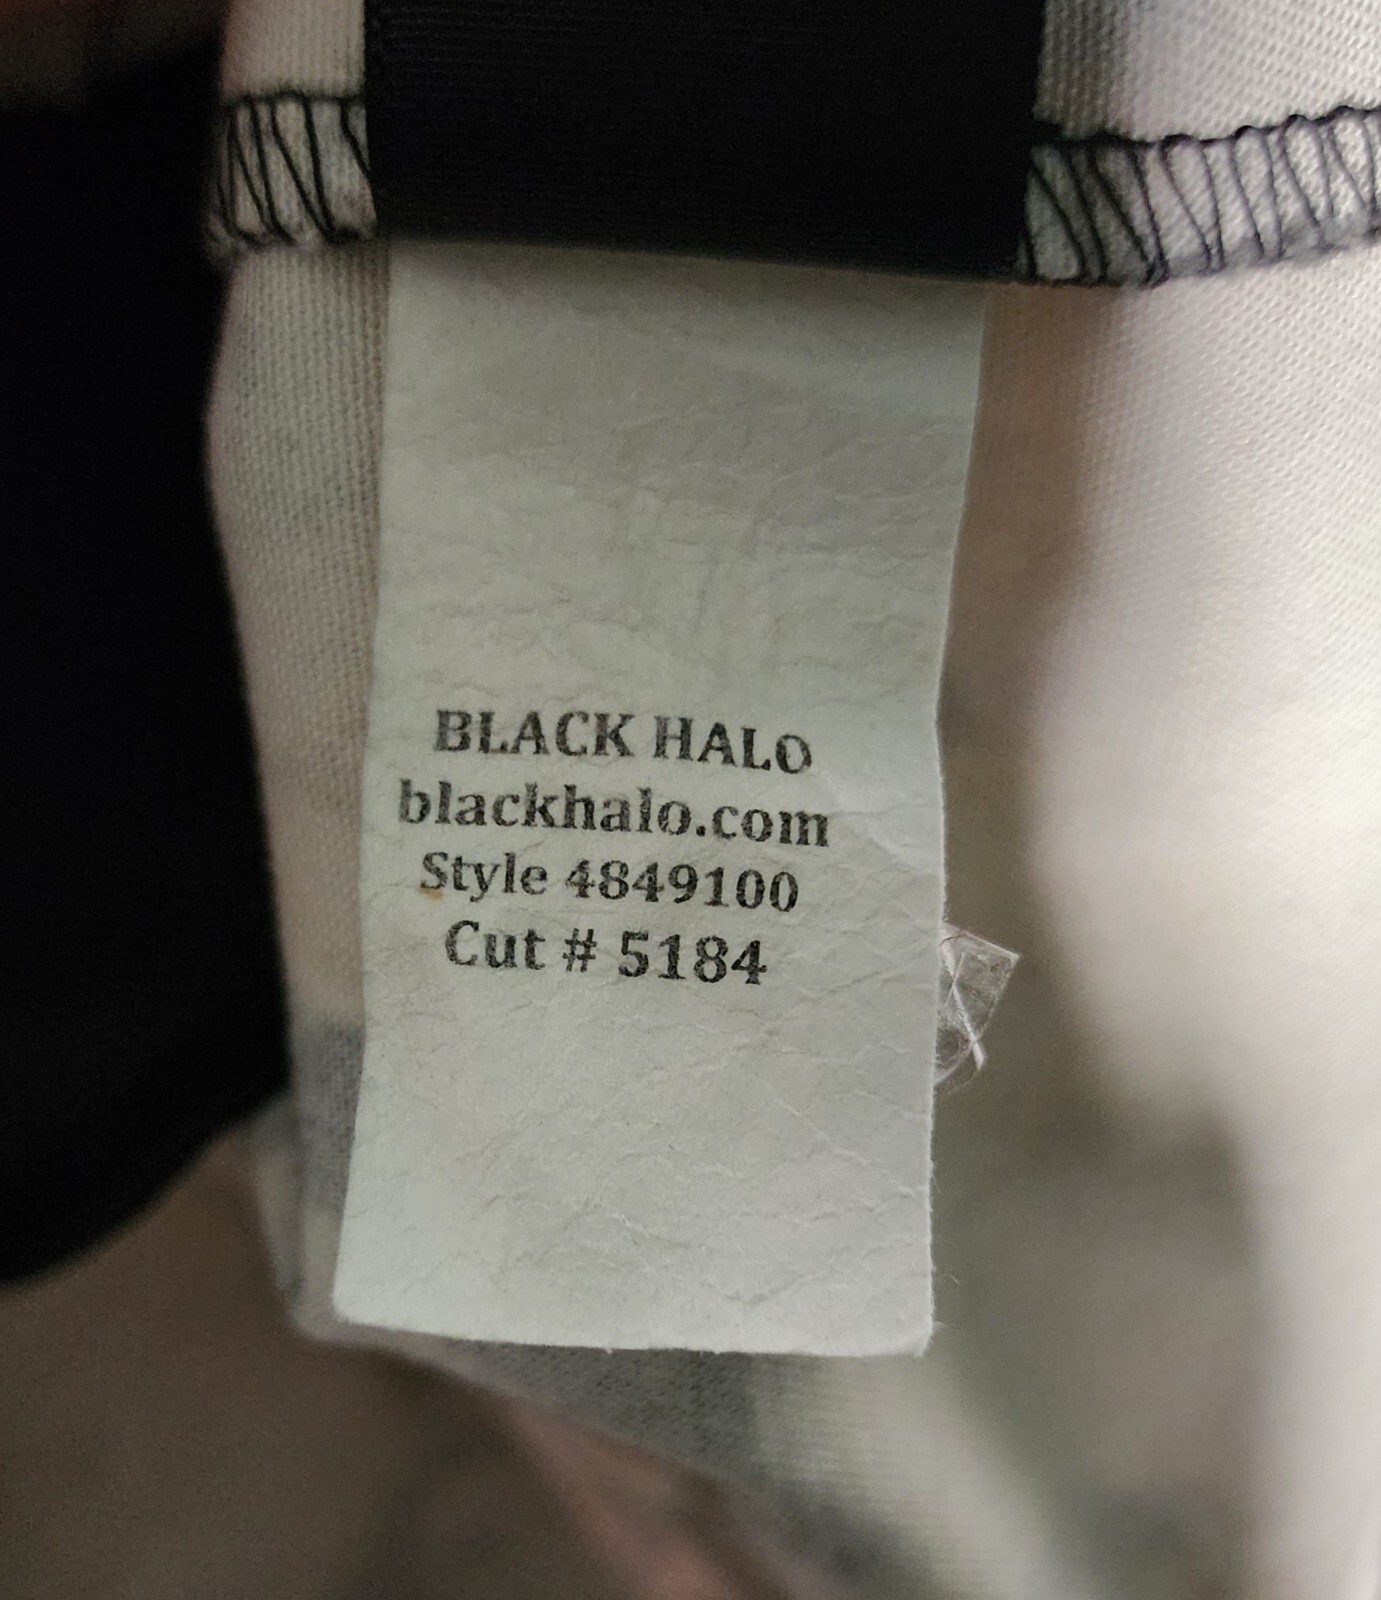 BLACK HALO
blackhalo.com
Style 4849100
Cut # 5184